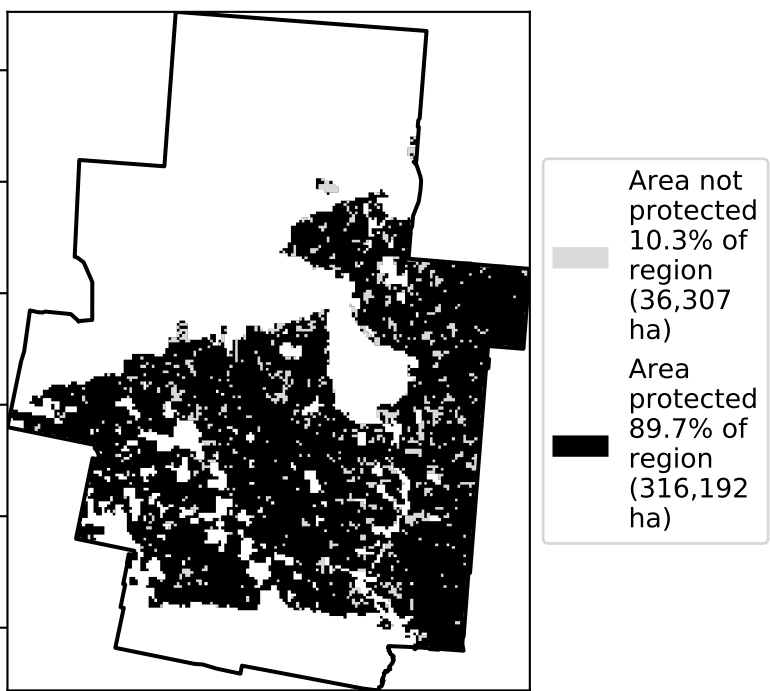 Area not
protected
10.3% of
region
(36,307
ha)
Area
protected
89.7% of
region
(316,192
ha)